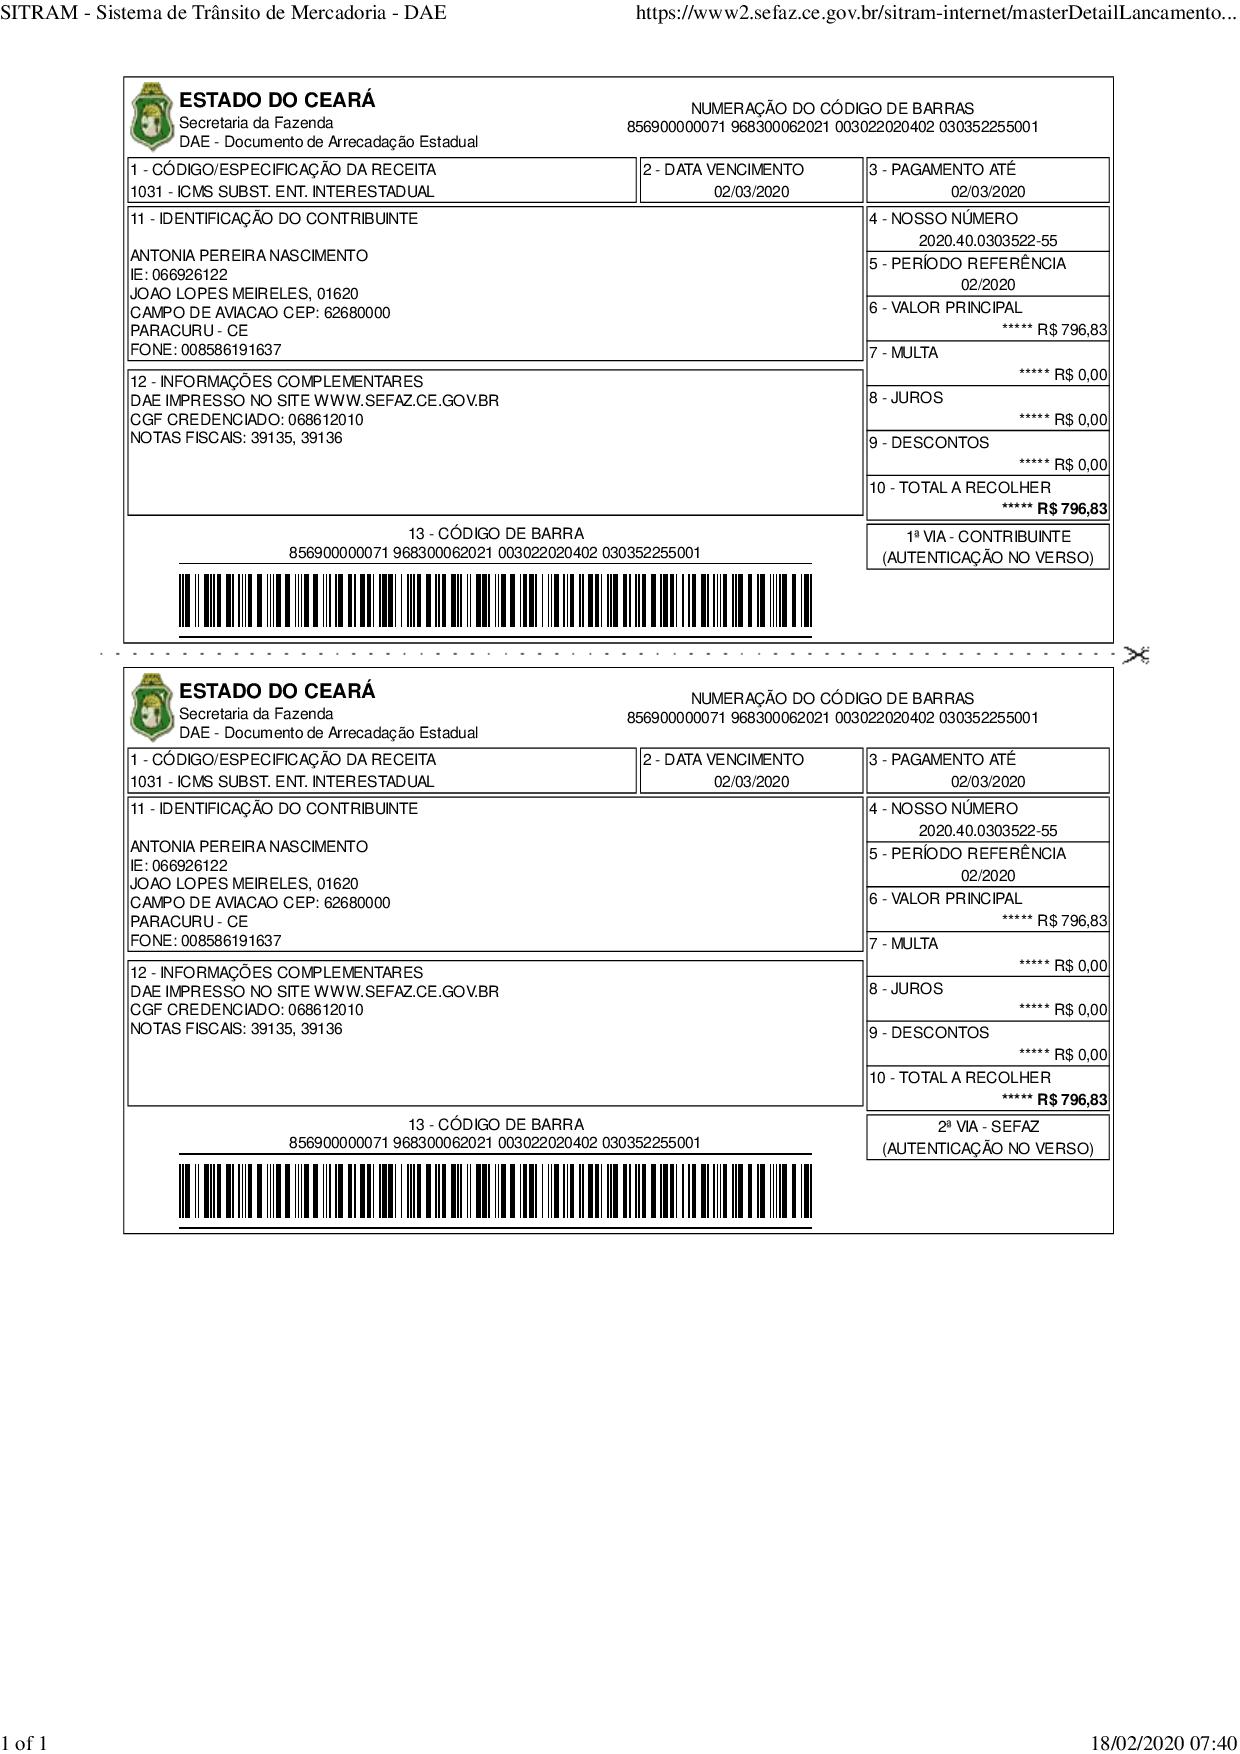 SITRAM - Sistema de Trânsito de Mercadoria - DAE
https://www2.sefaz.ce.gov.br/sitram-internet/masterDetailLancamento...
ESTADO DO CEARÁ
Secretaria da Fazenda
DAE - Documento de Arrecadação Estadual
NUMERAÇÃO DO CÓDIGO DE BARRAS
856900000071 968300062021 003022020402 030352255001
1 - CÓDIGO/ESPECIFICAÇÃO DA RECEITA
1031 - ICMS SUBST. ENT. INTERESTADUAL
2 - DATA VENCIMENTO
02/03/2020
3 - PAGAMENTO ATÉ
02/03/2020
11 - IDENTIFICAÇÃO DO CONTRIBUINTE
ANTONIA PEREIRA NASCIMENTO
IE: 066926122
JOAO LOPES MEIRELES, 01620
CAMPO DE AVIACAO CEP: 62680000
PARACURU - CE
FONE: 008586191637
4 - NOSSO NÚMERO
2020.40.0303522-55
5 - PERÍODO REFERÊNCIA
02/2020
6 - VALOR PRINCIPAL
***** R$ 796,83
7 - MULTA
***** R$ 0,00
8 - JUROS
***** R$ 0,00
9 - DESCONTOS
***** R$ 0,00
10 - TOTAL A RECOLHER
***** R$ 796,83
12 - INFORMAÇÕES COMPLEMENTARES
DAE IMPRESSO NO SITE WWW.SEFAZ.CE.GOV.BR
CGF CREDENCIADO: 068612010
NOTAS FISCAIS: 39135, 39136
13 - CÓDIGO DE BARRA
856900000071 968300062021 003022020402 030352255001
1ª VIA - CONTRIBUINTE
(AUTENTICAÇÃO NO VERSO)
ESTADO DO CEARÁ
Secretaria da Fazenda
DAE - Documento de Arrecadação Estadual
NUMERAÇÃO DO CÓDIGO DE BARRAS
856900000071 968300062021 003022020402 030352255001
1 - CÓDIGO/ESPECIFICAÇÃO DA RECEITA
1031 - ICMS SUBST. ENT. INTERESTADUAL
2 - DATA VENCIMENTO
02/03/2020
3 - PAGAMENTO ATÉ
02/03/2020
11 - IDENTIFICAÇÃO DO CONTRIBUINTE
ANTONIA PEREIRA NASCIMENTO
IE: 066926122
JOAO LOPES MEIRELES, 01620
CAMPO DE AVIACAO CEP: 62680000
PARACURU - CE
FONE: 008586191637
4 - NOSSO NÚMERO
2020.40.0303522-55
5 - PERÍODO REFERÊNCIA
02/2020
6 - VALOR PRINCIPAL
***** R$ 796,83
7 - MULTA
***** R$ 0,00
8 - JUROS
***** R$ 0,00
9 - DESCONTOS
***** R$ 0,00
10 - TOTAL A RECOLHER
***** R$ 796,83
12 - INFORMAÇÕES COMPLEMENTARES
DAE IMPRESSO NO SITE WWW.SEFAZ.CE.GOV.BR
CGF CREDENCIADO: 068612010
NOTAS FISCAIS: 39135, 39136
13 - CÓDIGO DE BARRA
856900000071 968300062021 003022020402 030352255001
2ª VIA - SEFAZ
(AUTENTICAÇÃO NO VERSO)
1 of 1
18/02/2020 07:40